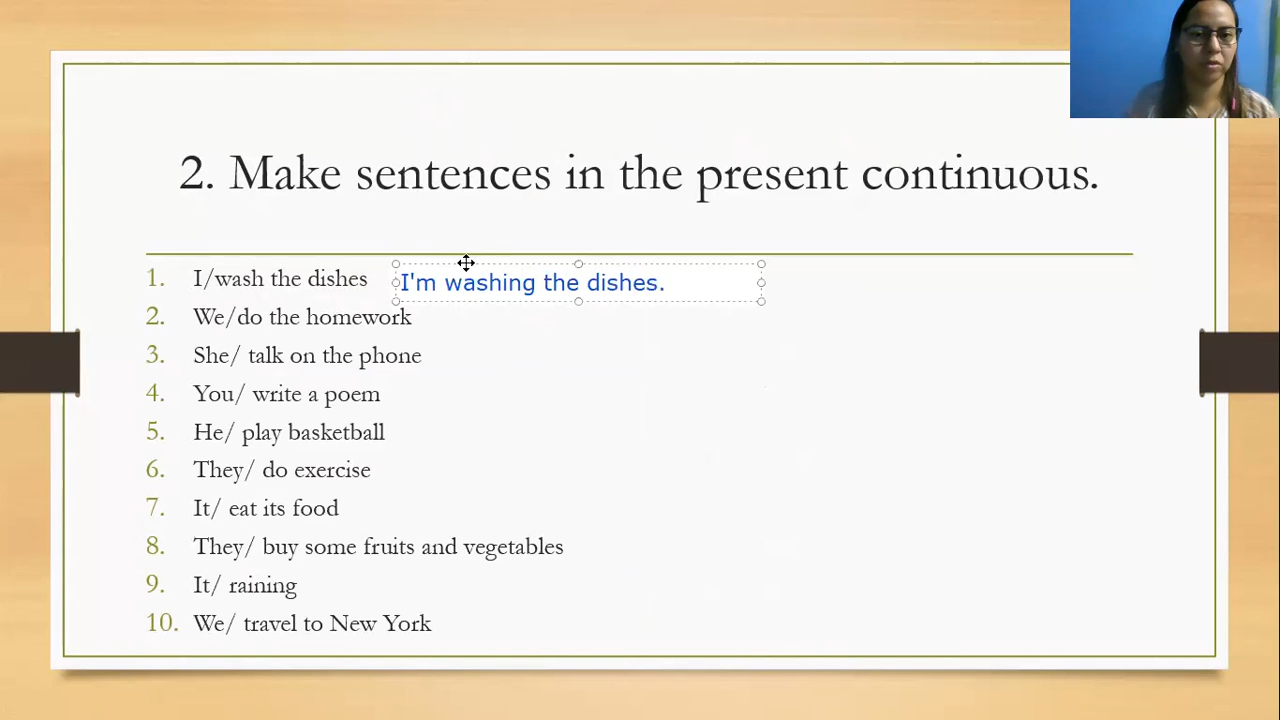 2. Make sentences in the present continuous.
1. I/wash the dishes I'm washing the dishes.
2. We/do the homework
3. She/ talk on the phone
4. You/ write a poem
5. He/ play basketball
6. They/ do exercise
7. It/ eat its food
8. They/ buy some fruits and vegetables
9. It/ raining
10. We/ travel to New York